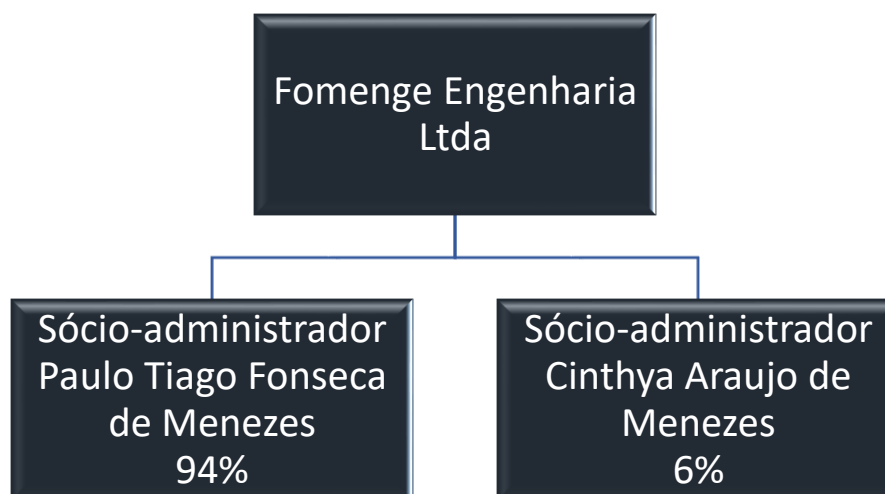 Fomenge Engenharia
Ltda
Sócio-administrador
Paulo Tiago Fonseca
de Menezes
94%
Sócio-administrador
Cinthya Araujo de
Menezes
6%